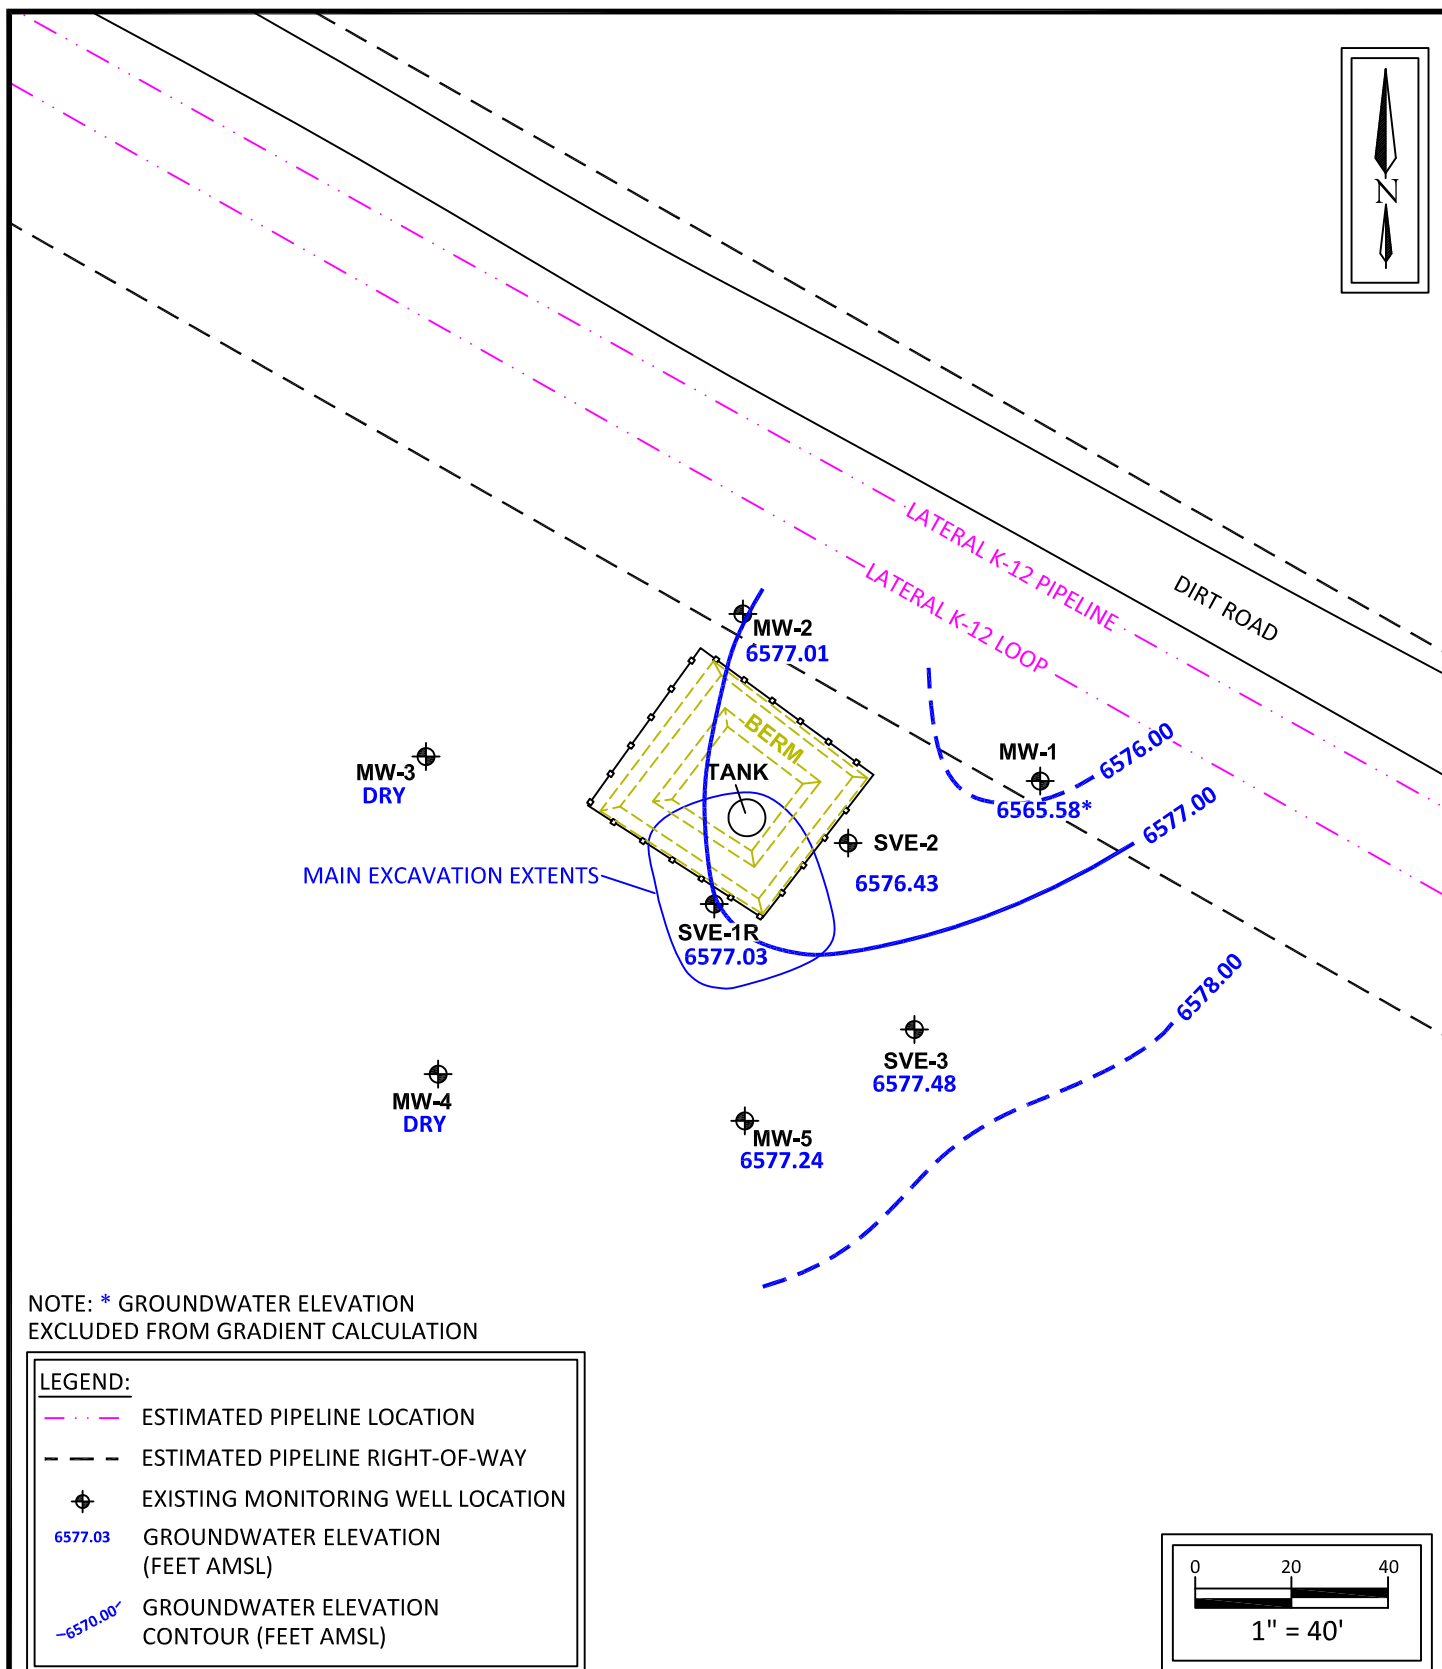 N
LATERAL K-12 PIPELINE
LATERAL K-12 LOOP
DIRT ROAD
MW-2
6577.01
BERM
TANK
MW-3
DRY
MW-1
6565.58*
6576.00
6577.00
SVE-2
6576.43
MAIN EXCAVATION EXTENTS
SVE-1R
6577.03
6578.00
SVE-3
6577.48
MW-4
DRY
MW-5
6577.24
NOTE: * GROUNDWATER ELEVATION
EXCLUDED FROM GRADIENT CALCULATION
LEGEND:
ESTIMATED PIPELINE LOCATION
ESTIMATED PIPELINE RIGHT-OF-WAY
EXISTING MONITORING WELL LOCATION
6577.03 GROUNDWATER ELEVATION
(FEET AMSL)
6570.00 GROUNDWATER ELEVATION
CONTOUR (FEET AMSL)
0 20 40
1" = 40'